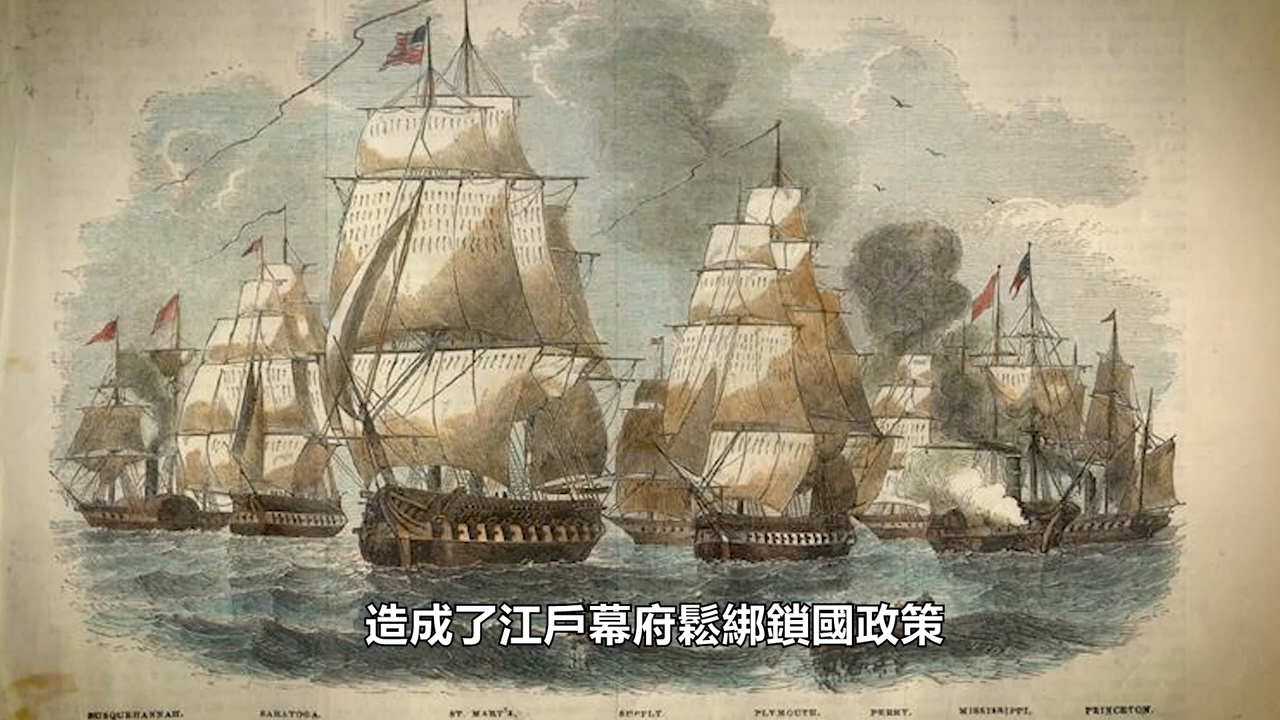 造成了江戶幕府鬆綁鎖國政策
SUSQUEHANNAH. SARATOGA. ST. MARY'S. SUPPLY. PLYMOUTH. PERRY. MISSISSIPPI. PRINCETON.